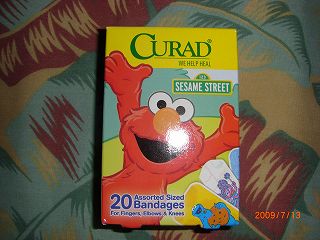 CURAD®
WE HELP HEAL
SESAME STREET
20 Assorted Sized
Bandages
For Fingers, Elbows & Knees
2009/7/13